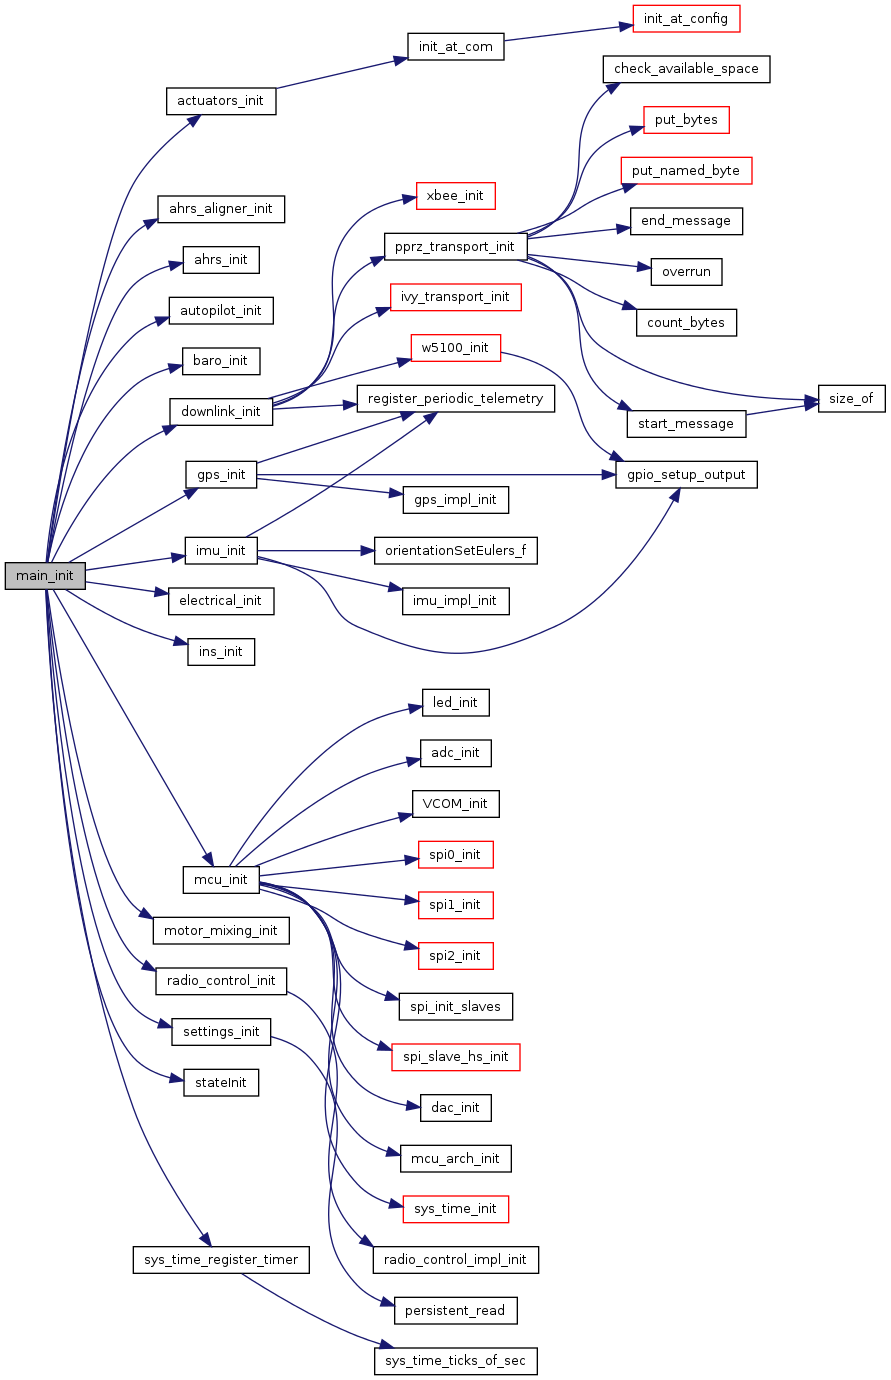 main_init
actuators_init
init_at_com
init_at_config
ahrs_aligner_init
ahrs_init
autopilot_init
baro_init
downlink_init
xbee_init
pprz_transport_init
check_available_space
put_bytes
put_named_byte
end_message
overrun
count_bytes
size_of
start_message
ivy_transport_init
w5100_init
register_periodic_telemetry
gpio_setup_output
gps_init
gps_impl_init
imu_init
orientationSetEulers_f
imu_impl_init
electrical_init
ins_init
mcu_init
led_init
adc_init
VCOM_init
spi0_init
spi1_init
spi2_init
spi_init_slaves
spi_slave_hs_init
dac_init
mcu_arch_init
sys_time_init
motor_mixing_init
radio_control_init
radio_control_impl_init
settings_init
persistent_read
stateInit
sys_time_register_timer
sys_time_ticks_of_sec